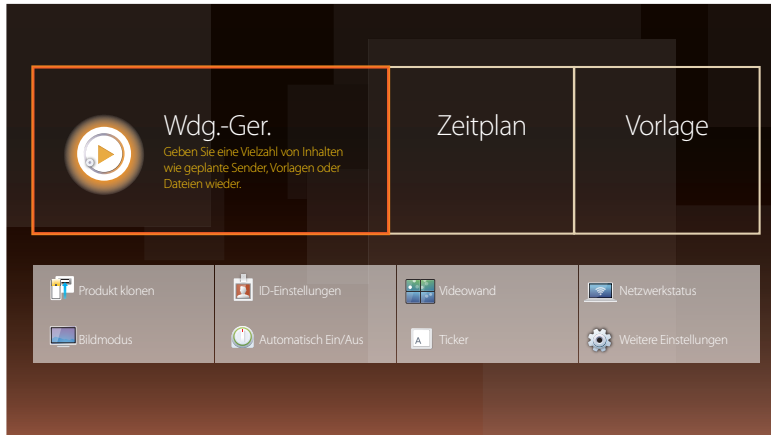 Wdg.-Ger.
Geben Sie eine Vielzahl von Inhalten
wie geplante Sender, Vorlagen oder
Dateien wieder.
Zeitplan
Vorlage
Produkt klonen
ID-Einstellungen
Videowand
Netzwerkstatus
Bildmodus
Automatisch Ein/Aus
A
Ticker
Weitere Einstellungen